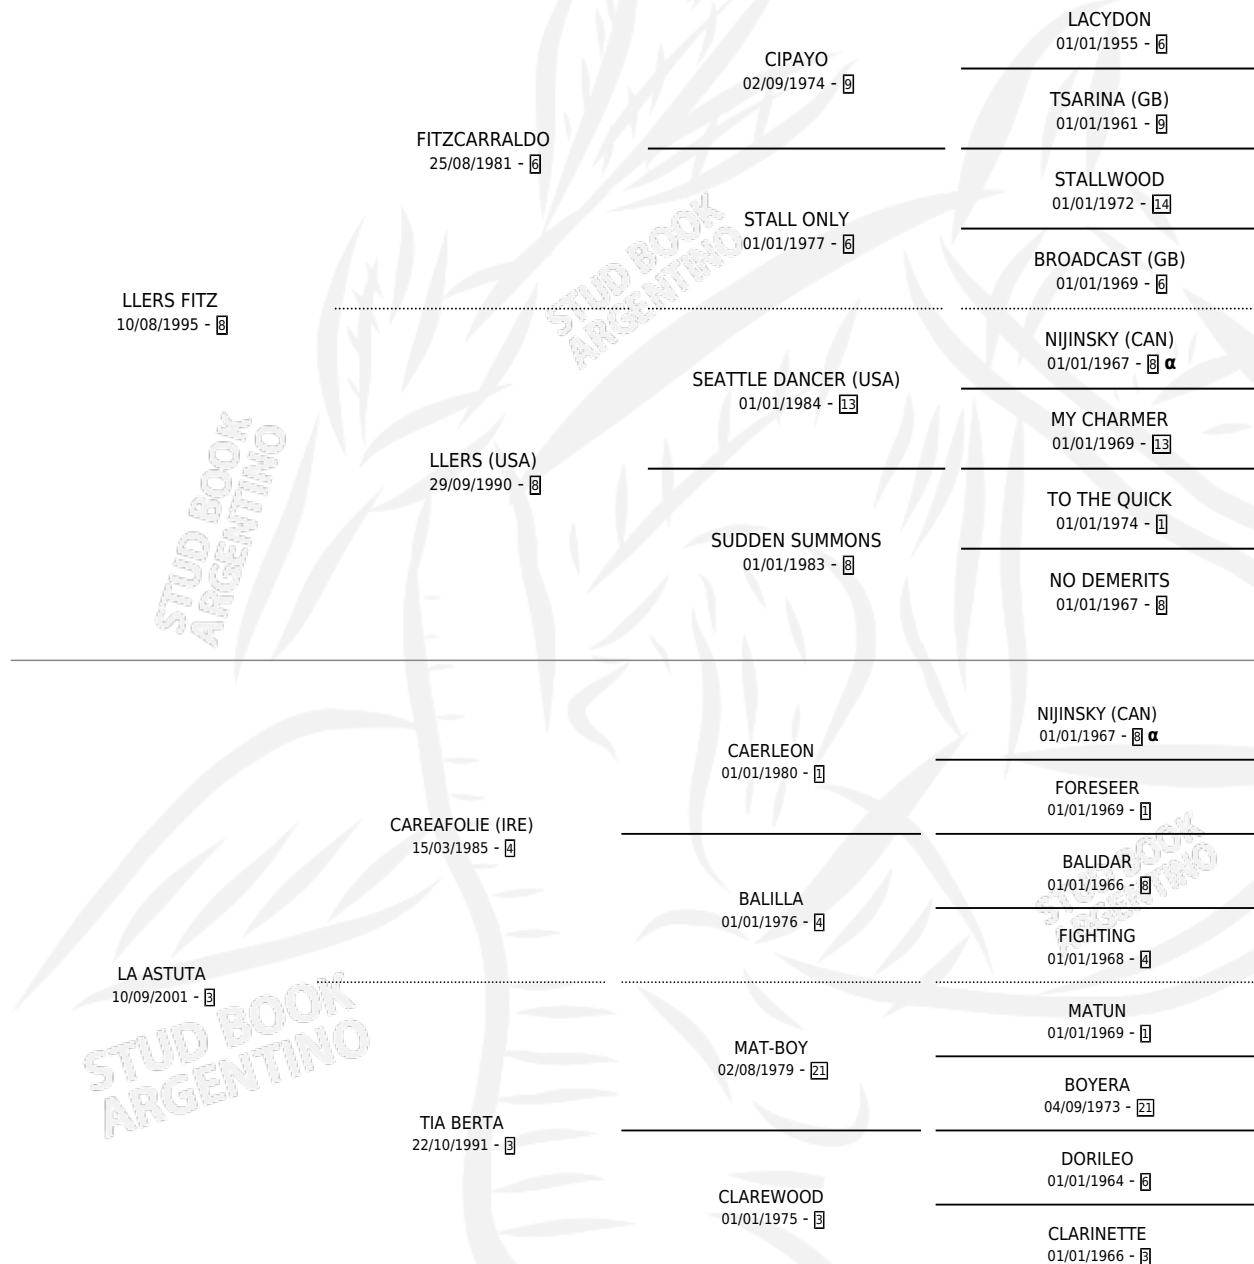 LACYDON
01/01/1955 - 6
CIPAYO
02/09/1974 - 9
TSARINA (GB)
01/01/1961 - 9
FITZCARRALDO
25/08/1981 - 6
STALLWOOD
01/01/1972 - 14
STALL ONLY
01/01/1977 - 6
BROADCAST (GB)
01/01/1969 - 6
LLERS FITZ
10/08/1995 - 8
STUD BOOK
ARGENTINO
NIJINSKY (CAN)
01/01/1967 - 8 α
SEATTLE DANCER (USA)
01/01/1984 - 13
MY CHARMER
01/01/1969 - 13
LLERS (USA)
29/09/1990 - 8
TO THE QUICK
01/01/1974 - 1
SUDDEN SUMMONS
01/01/1983 - 8
NO DEMERITS
01/01/1967 - 8
STUD BOOK
ARGENTINO
NIJINSKY (CAN)
01/01/1967 - 8 α
CAERLEON
01/01/1980 - 1
FORESEER
01/01/1969 - 1
CAREAFOLIE (IRE)
15/03/1985 - 4
BALIDAR
01/01/1966 - 8
BALILLA
01/01/1976 - 4
STUD BOOK
ARGENTINO
FIGHTING
01/01/1968 - 4
LA ASTUTA
10/09/2001 - 3
MATUN
01/01/1969 - 1
MAT-BOY
02/08/1979 - 21
STUD BOOK
ARGENTINO
BOYERA
04/09/1973 - 21
TIA BERTA
22/10/1991 - 3
DORILEO
01/01/1964 - 6
CLAREWOOD
01/01/1975 - 3
CLARINETTE
01/01/1966 - 3